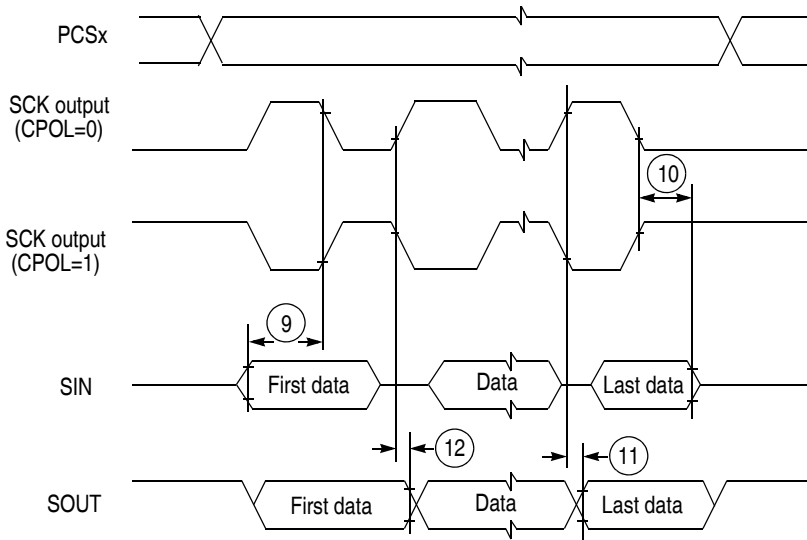 PCSx
SCK output
(CPOL=0)
10
SCK output
(CPOL=1)
9
SIN
First data
Data
Last data
12
11
SOUT
First data
Data
Last data